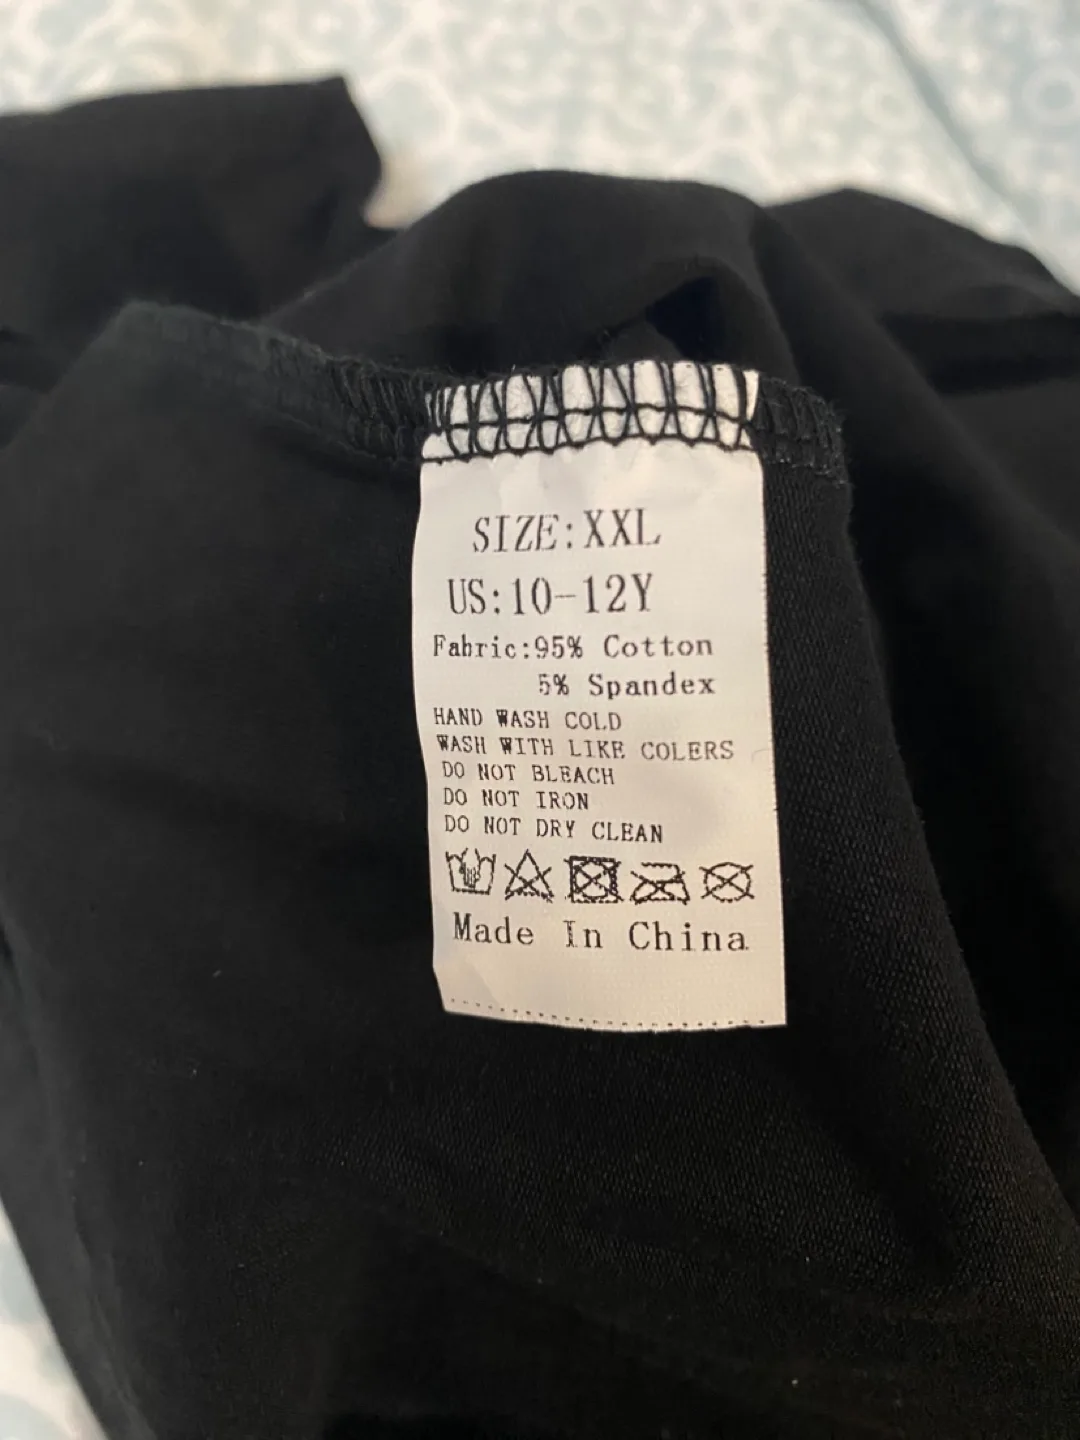 SIZE:XXL
US:10-12Y
Fabric:95% Cotton
5% Spandex
HAND WASH COLD
WASH WITH LIKE COLERS
DO NOT BLEACH
DO NOT IRON
DO NOT DRY CLEAN
Made In China